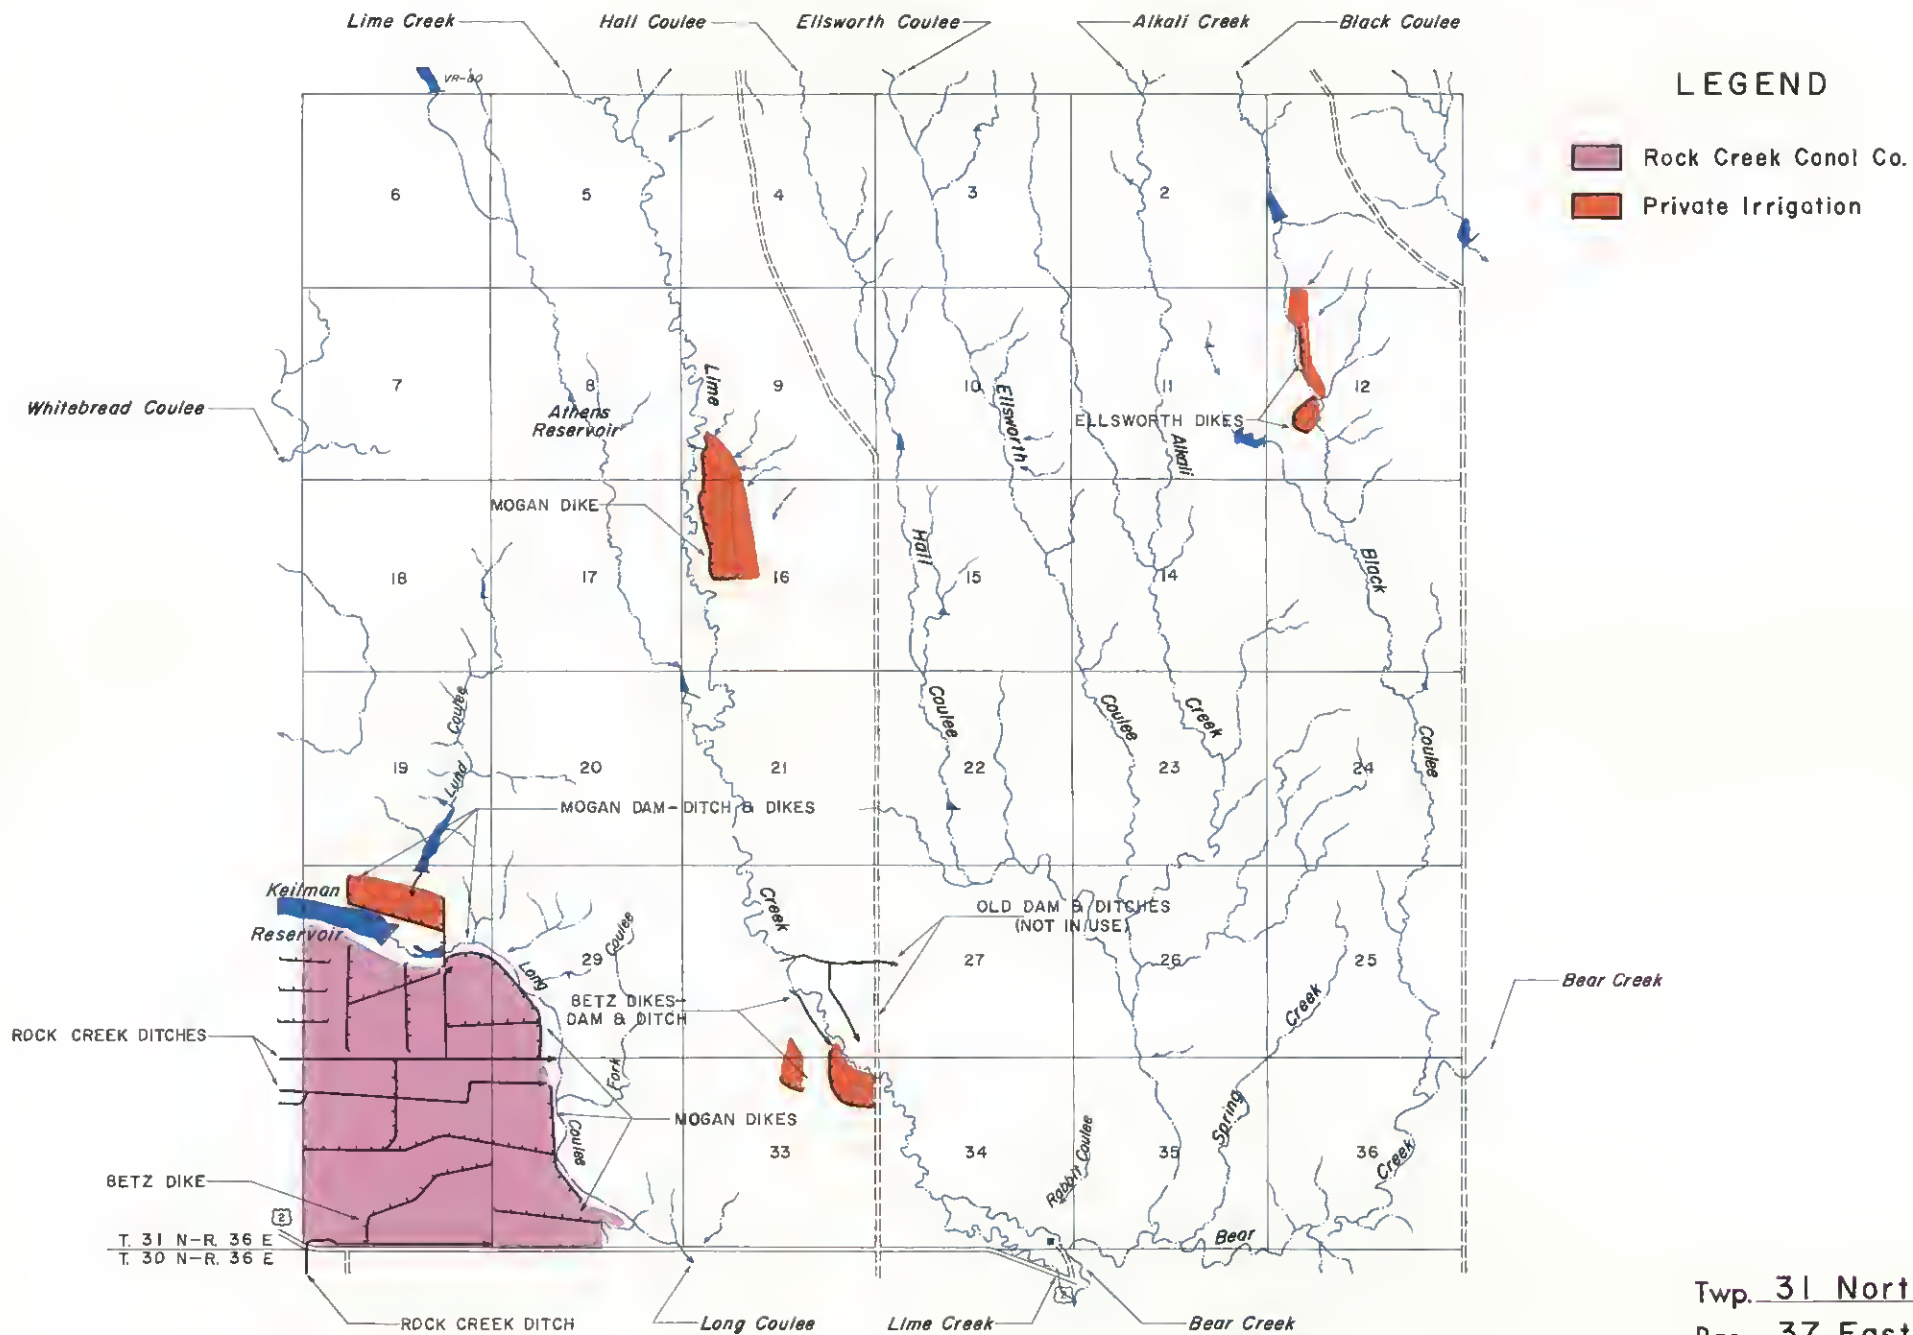 Lime Creek
Hall Coulee
Ellsworth Coulee
Alkali Creek
Black Coulee
VR-80
LEGEND
Rock Creek Canal Co.
Private Irrigation
6
5
4
3
2
7
8
9
10
11
12
Lime
Athens
Reservoir
Ellsworth
Alkali
ELLSWORTH DIKES
Whitebread Coulee
MOGAN DIKE
18
17
16
15
14
Hall
Black
Lund
Coulee
Coulee
Coulee
Creek
Coulee
19
20
21
22
23
24
MOGAN DAM-DITCH & DIKES
Keilman
Reservoir
Creek
OLD DAM & DITCHES
(NOT IN USE)
Long
29
Coulee
27
26
25
Bear Creek
BETZ DIKES-
DAM & DITCH
Creek
ROCK CREEK DITCHES
Fork
MOGAN DIKES
Coulee
33
34
35
36
Rabbit Coulee
Spring
Creek
BETZ DIKE
2
T. 31 N-R. 36 E
T. 30 N-R. 36 E
Bear
2
ROCK CREEK DITCH
Long Coulee
Lime Creek
Bear Creek
Twp. 31 Nort
37 East